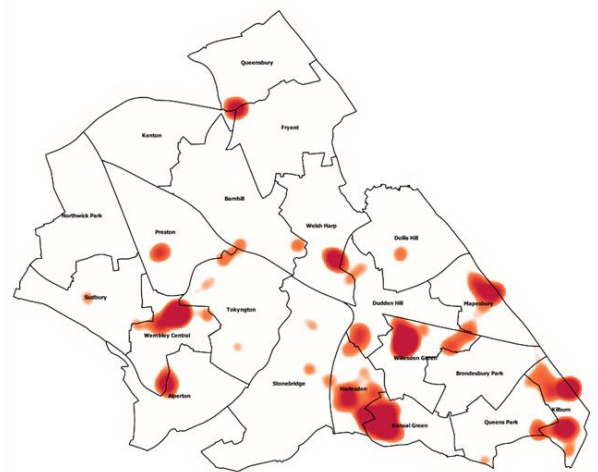 Queensbury
Fryent
Kenton
Barnhill
Northwick Park
Preston
Welsh Harp
Dollis Hill
Sudbury
Tokyngton
Dudden Hill
Mapesbury
Wembley Central
Willesden Green
Brondesbury Park
Stonebridge
Harlesden
Alperton
Kilburn
Queens Park
Kensal Green